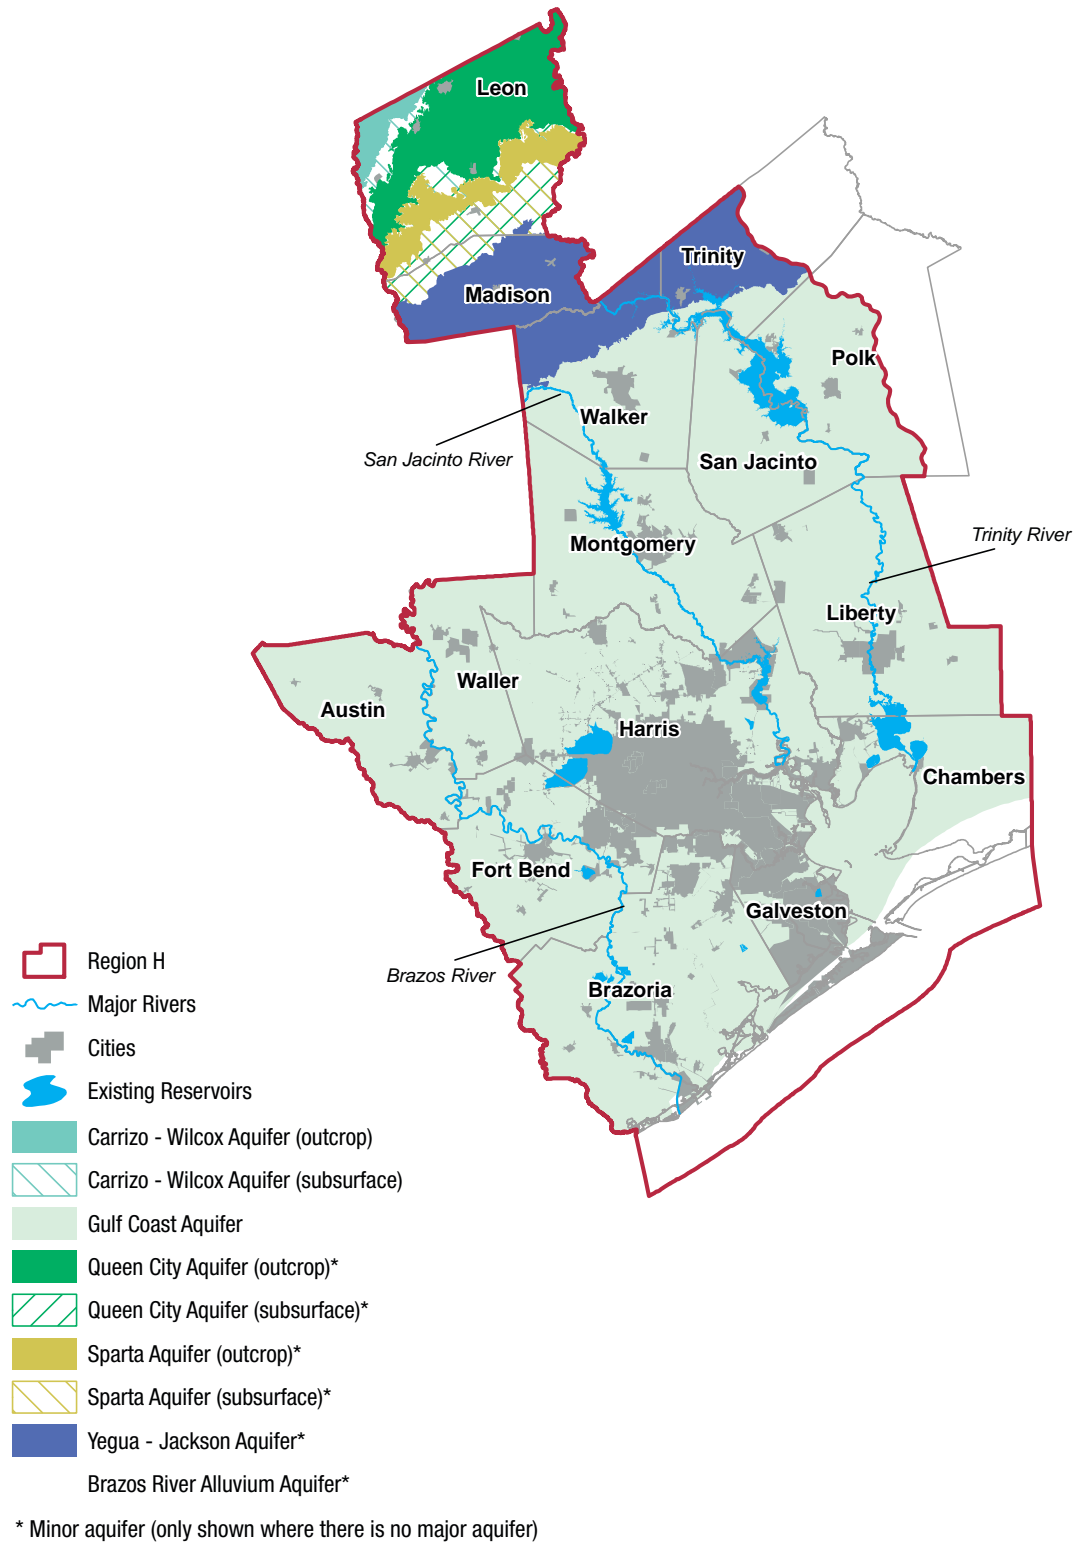 Leon
Trinity
Madison
Polk
Walker
San Jacinto River
San Jacinto
Trinity River
Montgomery
Liberty
Waller
Austin
Harris
Chambers
Fort Bend
Galveston
Brazos River
Brazoria
Region H
Major Rivers
Cities
Existing Reservoirs
Carrizo - Wilcox Aquifer (outcrop)
Carrizo - Wilcox Aquifer (subsurface)
Gulf Coast Aquifer
Queen City Aquifer (outcrop)*
Queen City Aquifer (subsurface)*
Sparta Aquifer (outcrop)*
Sparta Aquifer (subsurface)*
Yegua - Jackson Aquifer*
Brazos River Alluvium Aquifer*
* Minor aquifer (only shown where there is no major aquifer)